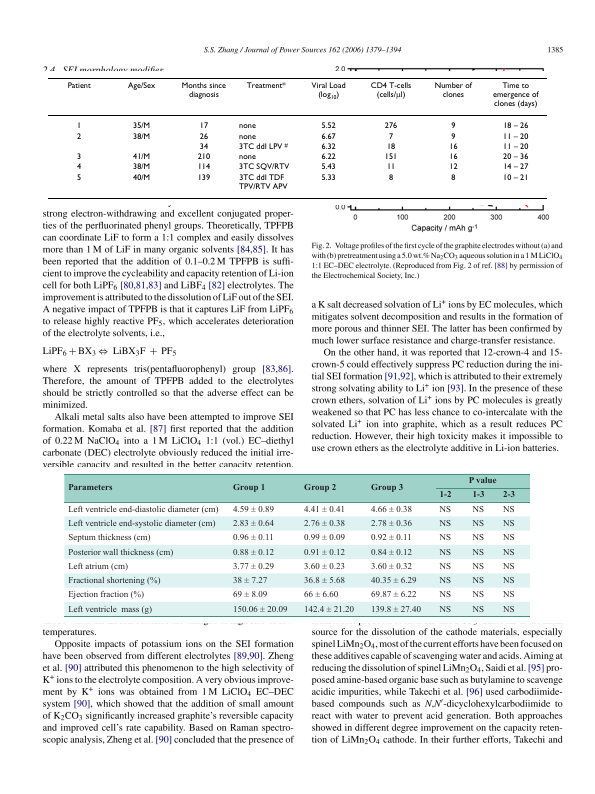 S.S. Zhang / Journal of Power Sources 162 (2006) 1379–1394 1385
2.4. SEI morphology modifier
2.0
Patient Age/Sex Months since diagnosis Treatment* Viral Load (log10) CD4 T-cells (cells/µl) Number of clones Time to emergence of clones (days)
1 35/M 17 none 5.52 276 9 18 – 26
2 38/M 26 none 6.67 7 9 11 – 20
34 3TC ddI LPV # 6.32 18 16 11 – 20
3 41/M 210 none 6.22 151 16 20 – 36
4 38/M 114 3TC SQV/RTV 5.43 11 12 14 – 27
5 40/M 139 3TC ddI TDF TPV/RTV APV 5.33 8 8 10 – 21
strong electron-withdrawing and excellent conjugated proper-
ties of the perfluorinated phenyl groups. Theoretically, TPFPB
can coordinate LiF to form a 1:1 complex and easily dissolves
more than 1 M of LiF in many organic solvents [84,85]. It has
been reported that the addition of 0.1–0.2 M TPFPB is suffi-
cient to improve the cycleability and capacity retention of Li-ion
cell for both LiPF6 [80,81,83] and LiBF4 [82] electrolytes. The
improvement is attributed to the dissolution of LiF out of the SEI.
A negative impact of TPFPB is that it captures LiF from LiPF6
to release highly reactive PF5, which accelerates deterioration
of the electrolyte solvents, i.e.,
LiPF6 + BX3 ⇔ LiBX3F + PF5
where X represents tris(pentafluorophenyl) group [83,86].
Therefore, the amount of TPFPB added to the electrolytes
should be strictly controlled so that the adverse effect can be
minimized.
Alkali metal salts also have been attempted to improve SEI
formation. Komaba et al. [87] first reported that the addition
of 0.22 M NaClO4 into a 1 M LiClO4 1:1 (vol.) EC–diethyl
carbonate (DEC) electrolyte obviously reduced the initial irre-
versible capacity and resulted in the better capacity retention.
0.0
0 100 200 300 400
Capacity / mAh g-1
Fig. 2. Voltage profiles of the first cycle of the graphite electrodes without (a) and
with (b) pretreatment using a 5.0 wt.% Na2CO3 aqueous solution in a 1 M LiClO4
1:1 EC–DEC electrolyte. (Reproduced from Fig. 2 of ref. [88] by permission of
the Electrochemical Society, Inc.)
a K salt decreased solvation of Li+ ions by EC molecules, which
mitigates solvent decomposition and results in the formation of
more porous and thinner SEI. The latter has been confirmed by
much lower surface resistance and charge-transfer resistance.
On the other hand, it was reported that 12-crown-4 and 15-
crown-5 could effectively suppress PC reduction during the ini-
tial SEI formation [91,92], which is attributed to their extremely
strong solvating ability to Li+ ion [93]. In the presence of these
crown ethers, solvation of Li+ ions by PC molecules is greatly
weakened so that PC has less chance to co-intercalate with the
solvated Li+ ion into graphite, which as a result reduces PC
reduction. However, their high toxicity makes it impossible to
use crown ethers as the electrolyte additive in Li-ion batteries.
Parameters Group 1 Group 2 Group 3 P value
1-2 1-3 2-3
Left ventricle end-diastolic diameter (cm) 4.59 ± 0.89 4.41 ± 0.41 4.66 ± 0.38 NS NS NS
Left ventricle end-systolic diameter (cm) 2.83 ± 0.64 2.76 ± 0.38 2.78 ± 0.36 NS NS NS
Septum thickness (cm) 0.96 ± 0.11 0.99 ± 0.09 0.92 ± 0.11 NS NS NS
Posterior wall thickness (cm) 0.88 ± 0.12 0.91 ± 0.12 0.84 ± 0.12 NS NS NS
Left atrium (cm) 3.77 ± 0.29 3.60 ± 0.23 3.60 ± 0.32 NS NS NS
Fractional shortening (%) 38 ± 7.27 36.8 ± 5.68 40.35 ± 6.29 NS NS NS
Ejection fraction (%) 69 ± 8.09 66 ± 6.60 69.87 ± 6.22 NS NS NS
Left ventricle mass (g) 150.06 ± 20.09 142.4 ± 21.20 139.8 ± 27.40 NS NS NS
temperatures.
Opposite impacts of potassium ions on the SEI formation
have been observed from different electrolytes [89,90]. Zheng
et al. [90] attributed this phenomenon to the high selectivity of
K+ ions to the electrolyte composition. A very obvious improve-
ment by K+ ions was obtained from 1 M LiClO4 EC–DEC
system [90], which showed that the addition of small amount
of K2CO3 significantly increased graphite's reversible capacity
and improved cell's rate capability. Based on Raman spectro-
scopic analysis, Zheng et al. [90] concluded that the presence of
source for the dissolution of the cathode materials, especially
spinel LiMn2O4, most of the current efforts have been focused on
these additives capable of scavenging water and acids. Aiming at
reducing the dissolution of spinel LiMn2O4, Saidi et al. [95] pro-
posed amine-based organic base such as butylamine to scavenge
acidic impurities, while Takechi et al. [96] used carbodiimide-
based compounds such as N,N′-dicyclohexylcarbodiimide to
react with water to prevent acid generation. Both approaches
showed in different degree improvement on the capacity reten-
tion of LiMn2O4 cathode. In their further efforts, Takechi and